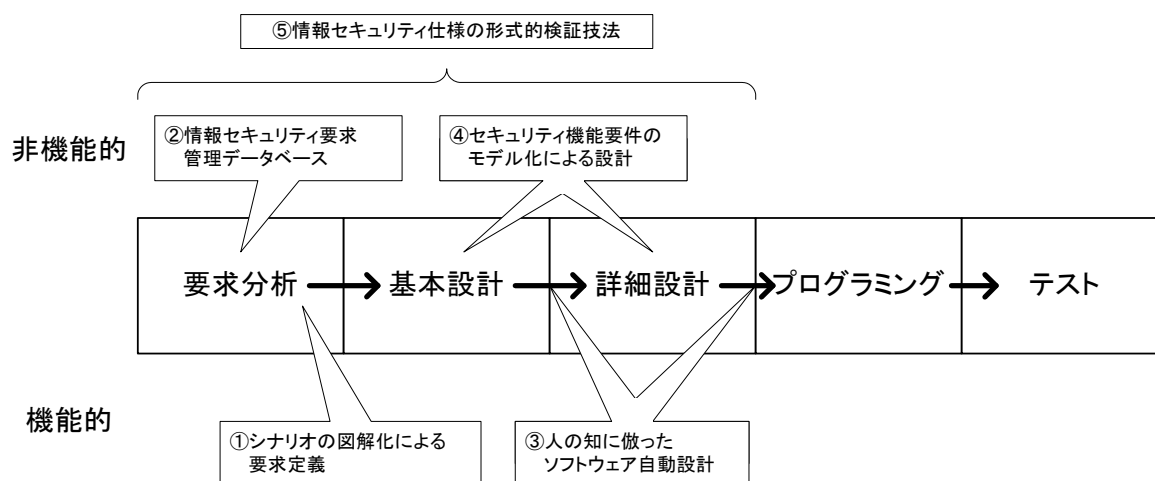 ⑤情報セキュリティ仕様の形式的検証技法
非機能的
②情報セキュリティ要求
管理データベース
④セキュリティ機能要件の
モデル化による設計
要求分析
基本設計
詳細設計
プログラミング
テスト
機能的
①シナリオの図解化による
要求定義
③人の知に倣った
ソフトウェア自動設計